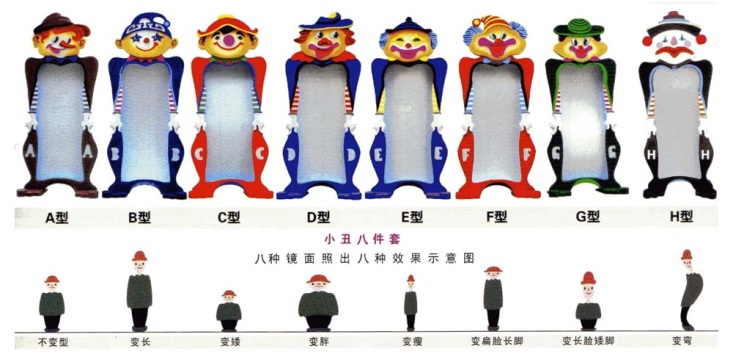 A A B B C C D D E E F F G G H H
A型 B型 C型 D型 E型 F型 G型 H型
小丑八件套
八种镜面照出八种效果示意图
不变型 变长 变矮 变胖 变瘦 变扁脸长脚 变长脸矮脚 变弯